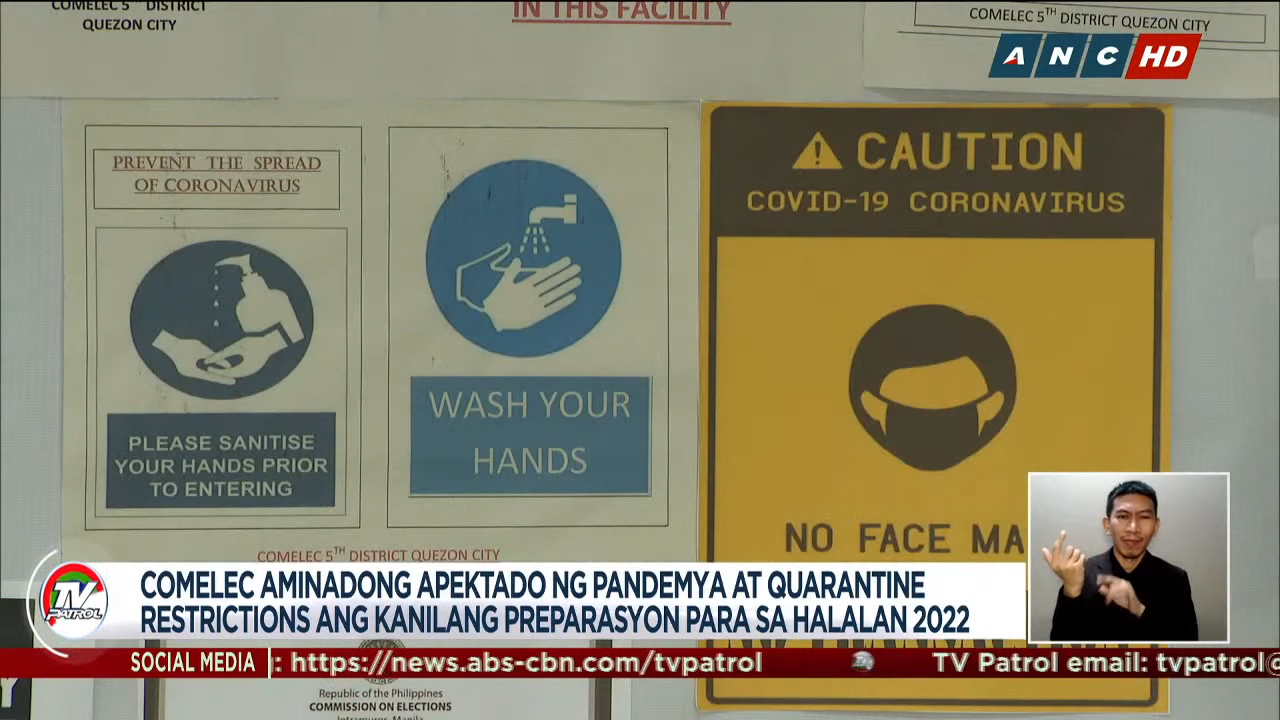 COMELEC 5TH DISTRICT
QUEZON CITY
IN THIS FACILITY
COMELEC 5TH DISTRICT QUEZON CITY
ANC HD
PREVENT THE SPREAD
OF CORONAVIRUS
PLEASE SANITISE
YOUR HANDS PRIOR
TO ENTERING
WASH YOUR
HANDS
COMELEC 5TH DISTRICT QUEZON CITY
CAUTION
COVID-19 CORONAVIRUS
NO FACE MA
TV
PATROL
COMELEC AMINADONG APEKTADO NG PANDEMYA AT QUARANTINE
RESTRICTIONS ANG KANILANG PREPARASYON PARA SA HALALAN 2022
SOCIAL MEDIA : https://news.abs-cbn.com/tvpatrol TV Patrol email: tvpatrol@
Republic of the Philippines
COMMISSION ON ELECTIONS
Intramuros, Manila